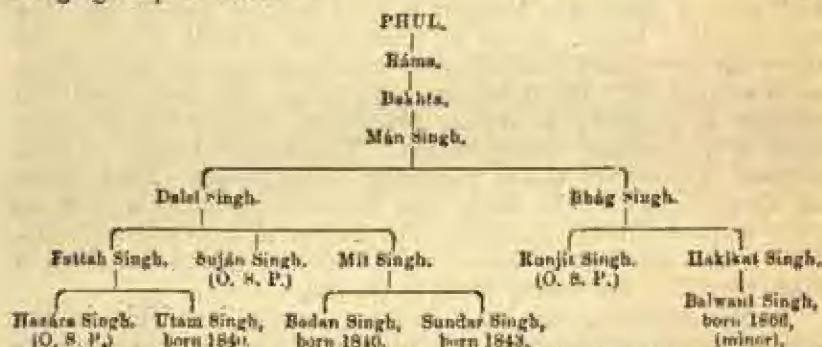 PHUL.
Ráma.
Bakhta.
Mán Singh.
Dalel Singh. Bhág Singh.
Fattah Singh. Suján Singh. Mit Singh. Ranjit Singh. Hakikat Singh.
(O. S. P.) (O. S. P.)
Hazára Singh. Utam Singh, Badan Singh, Sundar Singh, Balwant Singh,
(O. S. P.) born 1840. born 1840. born 1843. born 1866,
(minor).